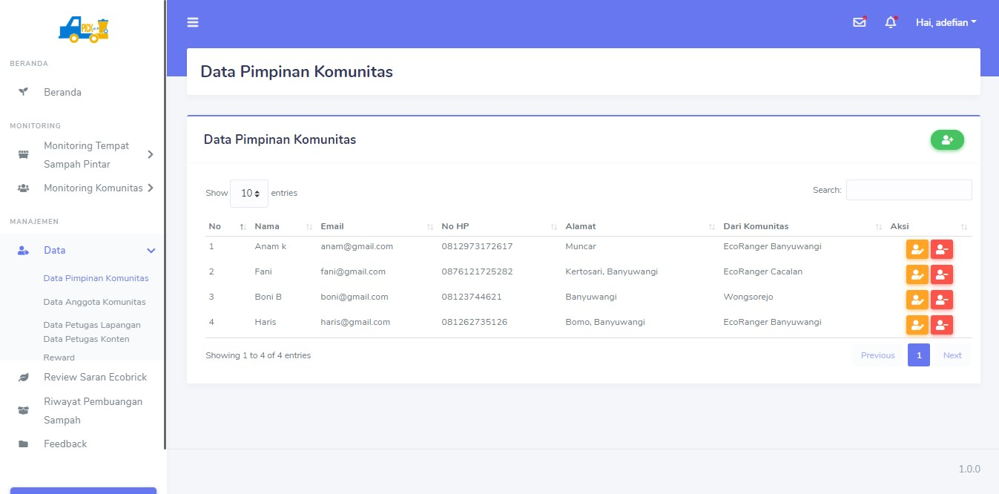 PICK
BERANDA
Beranda
MONITORING
Monitoring Tempat
Sampah Pintar
Monitoring Komunitas
MANAJEMEN
Data
Data Pimpinan Komunitas
Data Anggota Komunitas
Data Petugas Lapangan
Data Petugas Konten
Reward
Review Saran Ecobrick
Riwayat Pembuangan
Sampah
Feedback
Hai, adefian
Data Pimpinan Komunitas
Data Pimpinan Komunitas
Show 10 entries
Search:
No Nama Email No HP Alamat Dari Komunitas Aksi
1 Anam k anam@gmail.com 0812973172617 Muncar EcoRanger Banyuwangi
2 Fani fani@gmail.com 0876121725282 Kertosari, Banyuwangi EcoRanger Cacalan
3 Boni B boni@gmail.com 08123744621 Banyuwangi Wongsorejo
4 Haris haris@gmail.com 081262735126 Bomo, Banyuwangi EcoRanger Banyuwangi
Showing 1 to 4 of 4 entries
Previous 1 Next
1.0.0